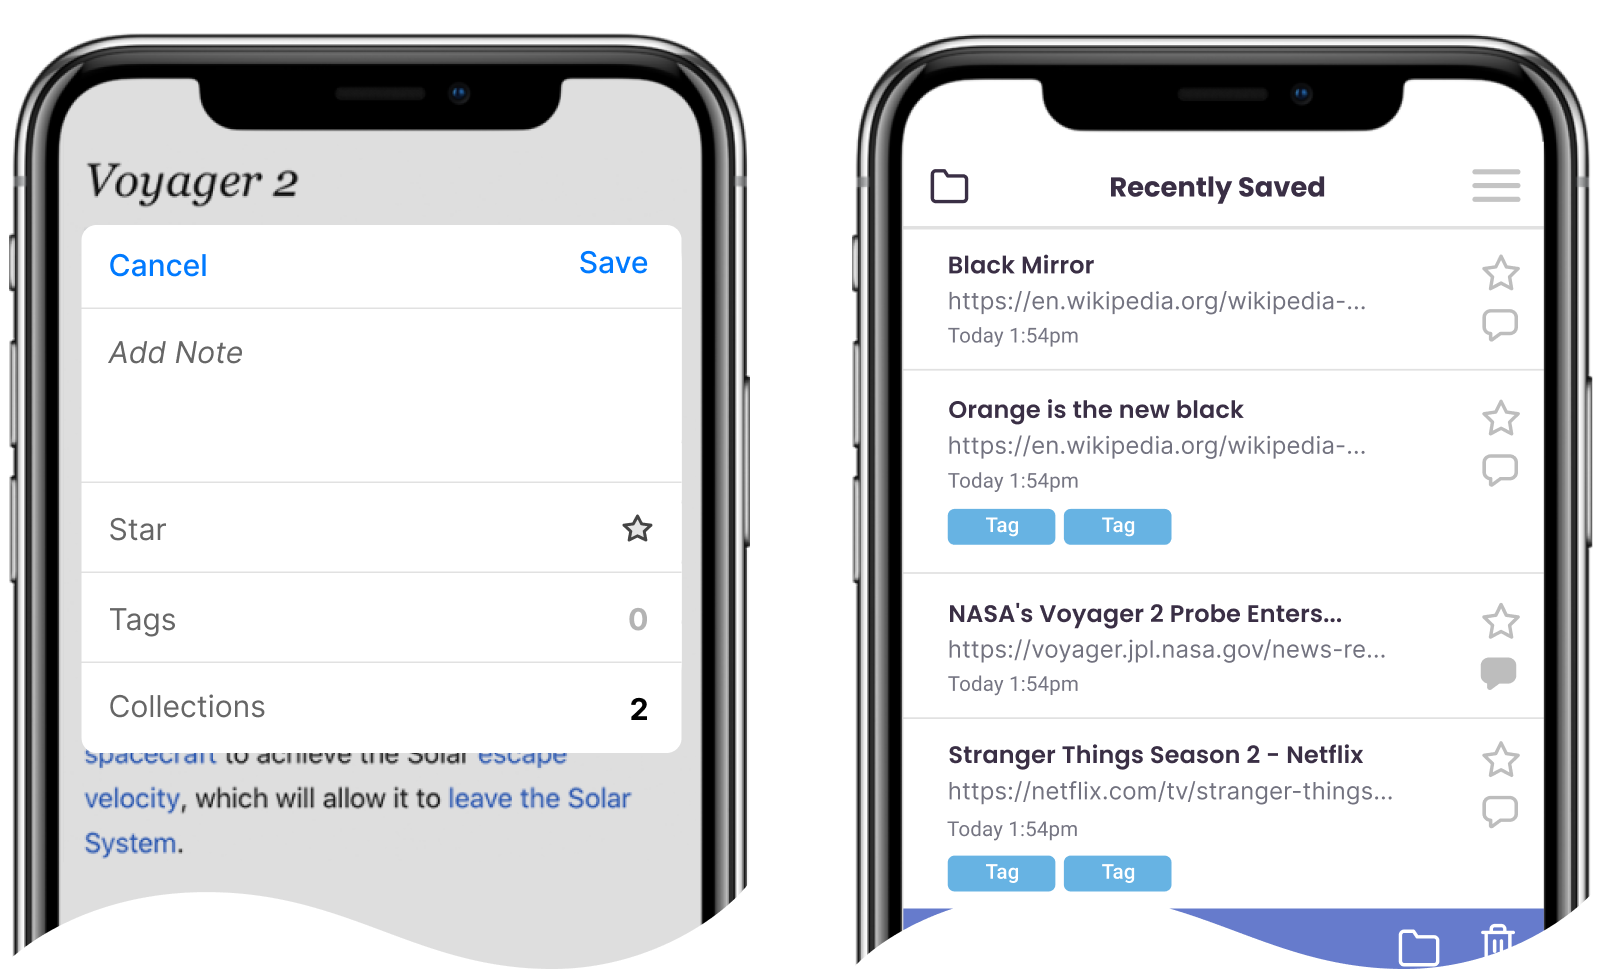 Voyager 2
Cancel
Save
Add Note
Star
Tags
0
Collections
2
spacecraft to achieve the Solar escape
velocity, which will allow it to leave the Solar
System.
Recently Saved
Black Mirror
https://en.wikipedia.org/wikipedia-...
Today 1:54pm
Orange is the new black
https://en.wikipedia.org/wikipedia-...
Today 1:54pm
Tag Tag
NASA's Voyager 2 Probe Enters...
https://voyager.jpl.nasa.gov/news-re...
Today 1:54pm
Stranger Things Season 2 - Netflix
https://netflix.com/tv/stranger-things...
Today 1:54pm
Tag Tag